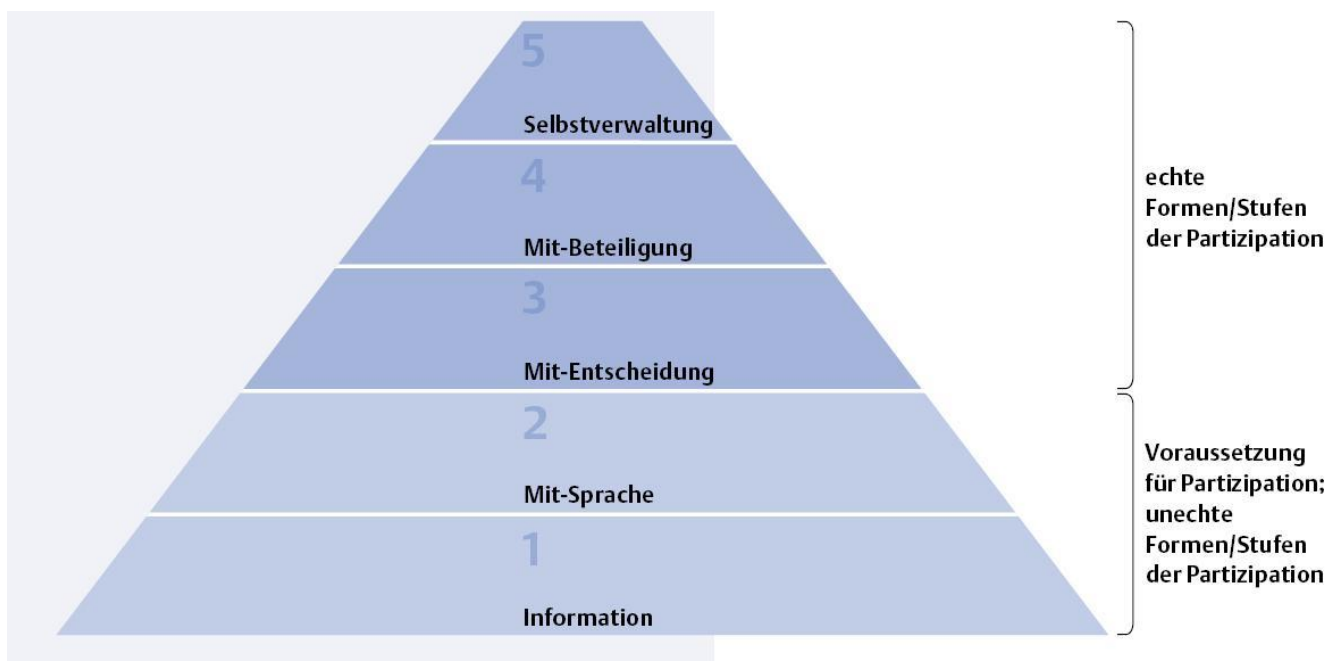 5
Selbstverwaltung
4
Mit-Beteiligung
3
Mit-Entscheidung
2
Mit-Sprache
1
Information
echte
Formen/Stufen
der Partizipation
Voraussetzung
für Partizipation;
unechte
Formen/Stufen
der Partizipation